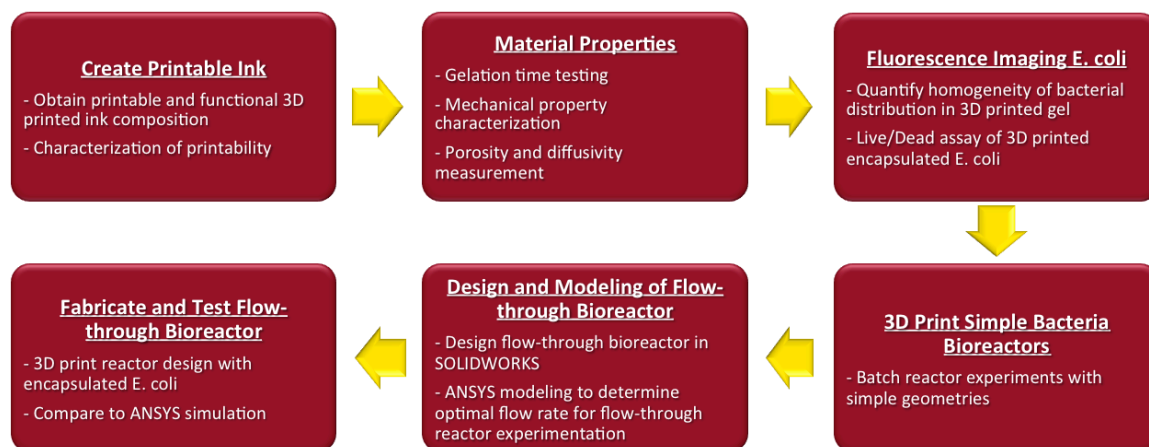 Create Printable Ink
- Obtain printable and functional 3D
printed ink composition
- Characterization of printability
Material Properties
- Gelation time testing
- Mechanical property
characterization
- Porosity and diffusivity
measurement
Fluorescence Imaging E. coli
- Quantify homogeneity of bacterial
distribution in 3D printed gel
- Live/Dead assay of 3D printed
encapsulated E. coli
3D Print Simple Bacteria
Bioreactors
- Batch reactor experiments with
simple geometries
Design and Modeling of Flow-
through Bioreactor
- Design flow-through bioreactor in
SOLIDWORKS
- ANSYS modeling to determine
optimal flow rate for flow-through
reactor experimentation
Fabricate and Test Flow-
through Bioreactor
- 3D print reactor design with
encapsulated E. coli
- Compare to ANSYS simulation